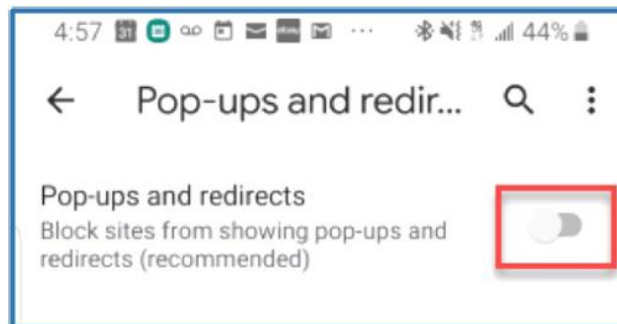 4:57 31 44%
Pop-ups and redir...
Pop-ups and redirects
Block sites from showing pop-ups and
redirects (recommended)